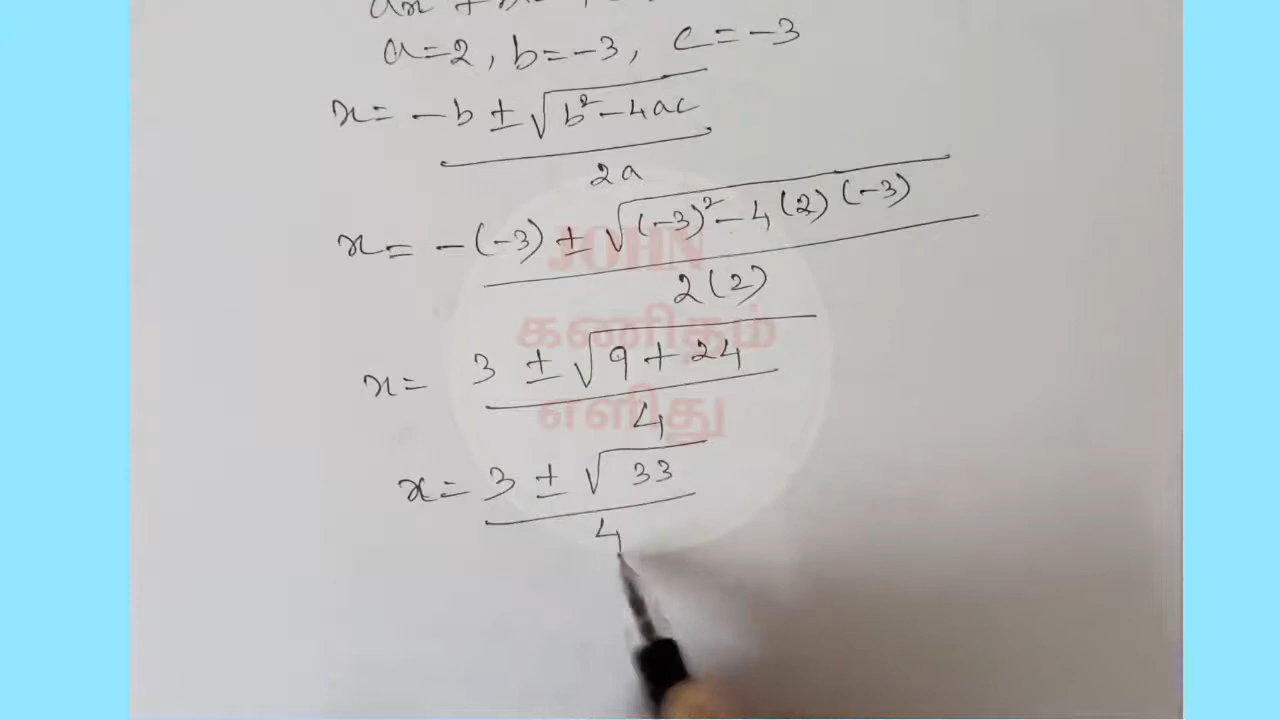 a=2, b=-3, c=-3
x= -b ± √b²-4ac
2a
x= -(-3) ± √(-3)²-4(2)(-3)
2(2)
JOHN
கணிதம்
x= 3 ± √9+24
4
எளிது
x= 3 ± √33
4